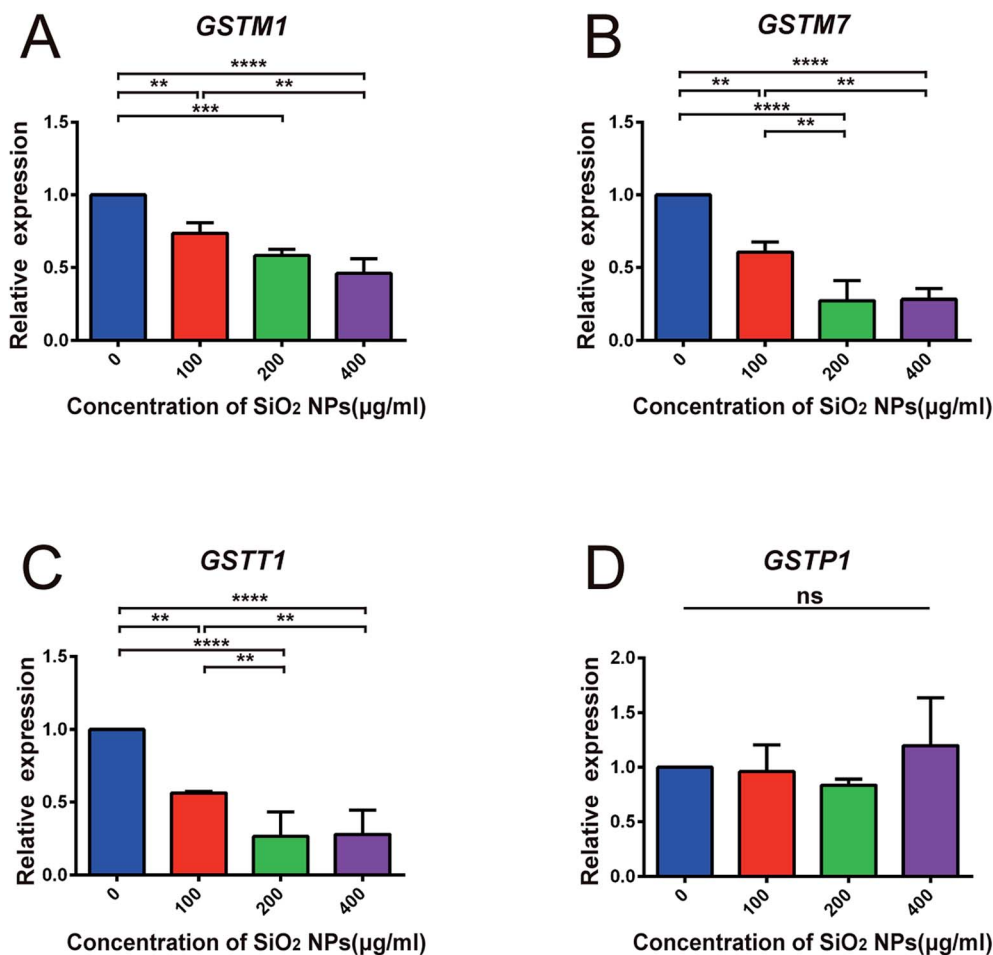 A
GSTM1
****
** **
***
Relative expression
1.5
1.0
0.5
0.0
0 100 200 400
Concentration of SiO₂ NPs(µg/ml)
B
GSTM7
****
** **
****
**
Relative expression
1.5
1.0
0.5
0.0
0 100 200 400
Concentration of SiO₂ NPs(µg/ml)
C
GSTT1
****
** **
****
**
Relative expression
1.5
1.0
0.5
0.0
0 100 200 400
Concentration of SiO₂ NPs(µg/ml)
D
GSTP1
ns
Relative expression
2.0
1.5
1.0
0.5
0.0
0 100 200 400
Concentration of SiO₂ NPs(µg/ml)